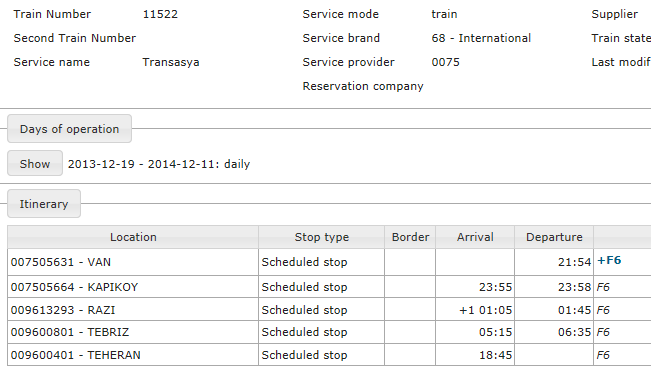 Train Number 11522 Service mode train Supplier
Second Train Number Service brand 68 - International Train state
Service name Transasya Service provider 0075 Last modif
Reservation company
Days of operation
Show 2013-12-19 - 2014-12-11: daily
Itinerary
Location Stop type Border Arrival Departure
007505631 - VAN Scheduled stop 21:54 +F6
007505664 - KAPIKOY Scheduled stop 23:55 23:58 F6
009613293 - RAZI Scheduled stop +1 01:05 01:45 F6
009600801 - TEBRIZ Scheduled stop 05:15 06:35 F6
009600401 - TEHERAN Scheduled stop 18:45 F6